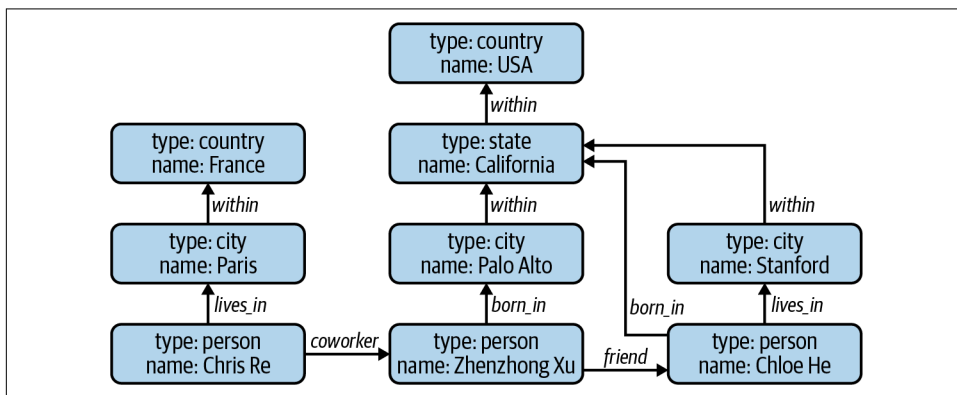 type: country
name: USA
within
type: country
name: France
type: state
name: California
within
within
within
type: city
name: Paris
type: city
name: Palo Alto
type: city
name: Stanford
lives_in
born_in
born_in
lives_in
type: person
name: Chris Re
coworker
type: person
name: Zhenzhong Xu
friend
type: person
name: Chloe He